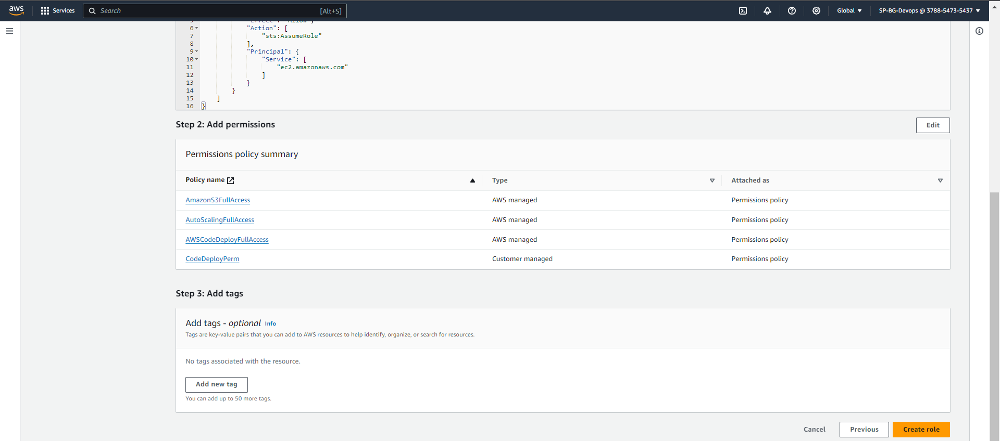 aws Services Search [Alt+S] Global SP-BG-Devops @ 3788-5473-5437
6 "Action": [
7 "sts:AssumeRole"
8 ],
9 "Principal": {
10 "Service": [
11 "ec2.amazonaws.com"
12 ]
13 }
14 }
15 ]
16 }
Step 2: Add permissions
Edit
Permissions policy summary
Policy name Type Attached as
AmazonS3FullAccess AWS managed Permissions policy
AutoScalingFullAccess AWS managed Permissions policy
AWSCodeDeployFullAccess AWS managed Permissions policy
CodeDeployPerm Customer managed Permissions policy
Step 3: Add tags
Add tags - optional Info
Tags are key-value pairs that you can add to AWS resources to help identify, organize, or search for resources.
No tags associated with the resource.
Add new tag
You can add up to 50 more tags.
Cancel Previous Create role